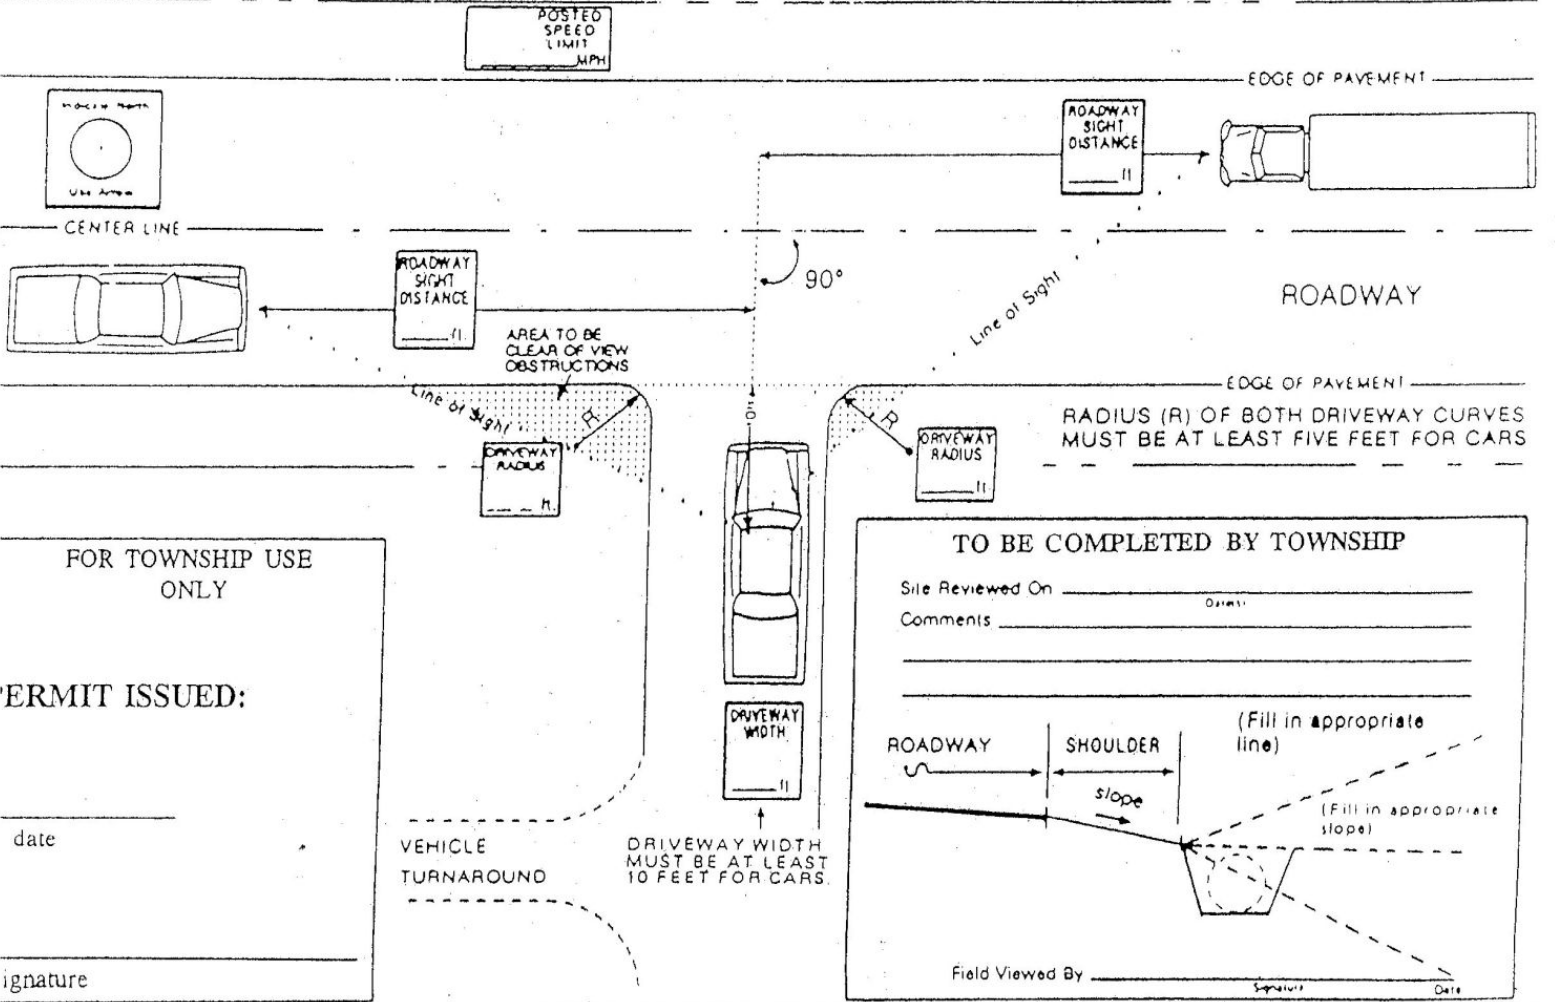 POSTED
SPEED
LIMIT
MPH
EDGE OF PAVEMENT
Use Arrow
ROADWAY
SIGHT
DISTANCE
ft
CENTER LINE
ROADWAY
SIGHT
DISTANCE
ft.
90°
Line of Sight
ROADWAY
AREA TO BE
CLEAR OF VIEW
OBSTRUCTIONS
EDGE OF PAVEMENT
Line of Sight
R
R
RADIUS (R) OF BOTH DRIVEWAY CURVES
MUST BE AT LEAST FIVE FEET FOR CARS
DRIVEWAY
RADIUS
ft.
DRIVEWAY
RADIUS
ft.
FOR TOWNSHIP USE
ONLY
ERMIT ISSUED:
date
ignature
DRIVEWAY
WIDTH
ft
VEHICLE
TURNAROUND
DRIVEWAY WIDTH
MUST BE AT LEAST
10 FEET FOR CARS.
TO BE COMPLETED BY TOWNSHIP
Site Reviewed On
Comments
(Fill in appropriate
line)
ROADWAY
SHOULDER
slope
(Fill in appropriate
slope)
Field Viewed By
Signature
Date